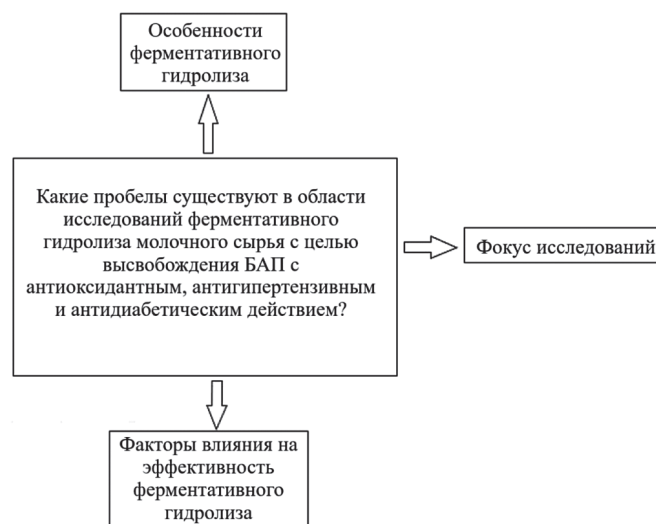 Особенности
ферментативного
гидролиза
Какие пробелы существуют в области
исследований ферментативного
гидролиза молочного сырья с целью
высвобождения БАП с
антиоксидантным, антигипертензивным
и антидиабетическим действием?
Фокус исследований
Факторы влияния на
эффективность
ферментативного
гидролиза